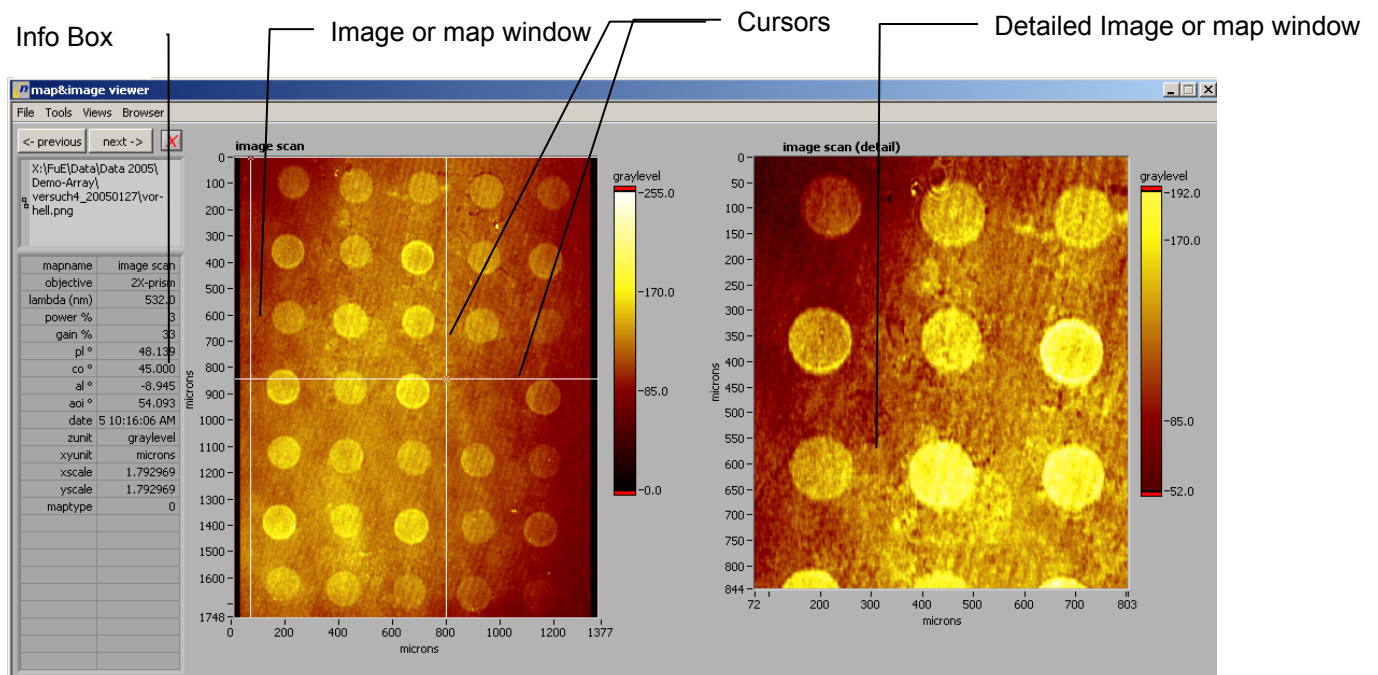 Info Box
Image or map window
Cursors
Detailed Image or map window
map&image viewer
File Tools Views Browser
<- previous next -> X
X:\FuE\Data\Data 2005\
Demo-Array\
versuch4_20050127\vor-
hell.png
mapname image scan
objective 2X-prism
lambda (nm) 532.0
power % 3
gain % 33
pl ° 48.139
co ° 45.000
al ° -8.945
aoi ° 54.093
date 5 10:16:06 AM
zunit graylevel
xyunit microns
xscale 1.792969
yscale 1.792969
maptype 0
image scan
0
100
200
300
400
500
600
700
800
900
1000
1100
1200
1300
1400
1500
1600
1748
microns
0 200 400 600 800 1000 1200 1377
microns
graylevel
255.0
170.0
85.0
0.0
image scan (detail)
0
50
100
150
200
250
300
350
400
450
500
550
600
650
700
750
800
844
microns
72 200 300 400 500 600 700 803
microns
graylevel
192.0
170.0
85.0
52.0